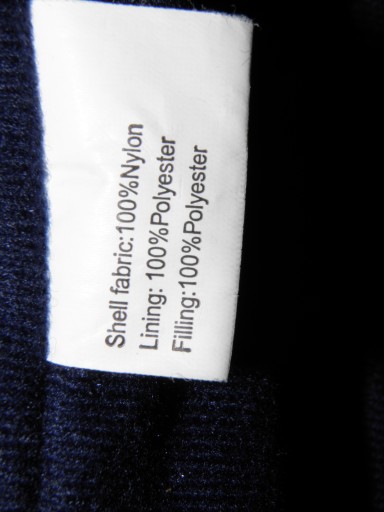 Shell fabric:100%Nylon
Lining: 100%Polyester
Filling:100%Polyester